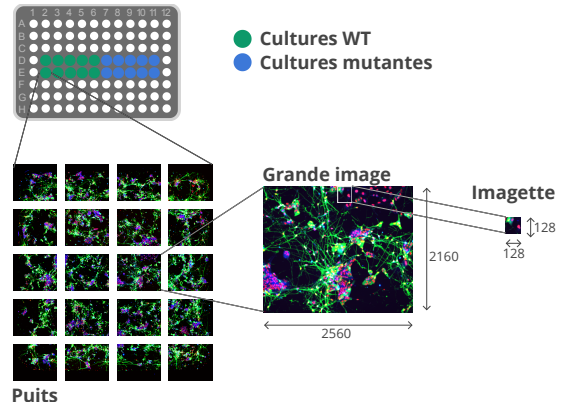 1 2 3 4 5 6 7 8 9 10 11 12
A
B
C
D
E
F
G
H
Cultures WT
Cultures mutantes
Grande image
Imagette
2160
128
128
2560
Puits